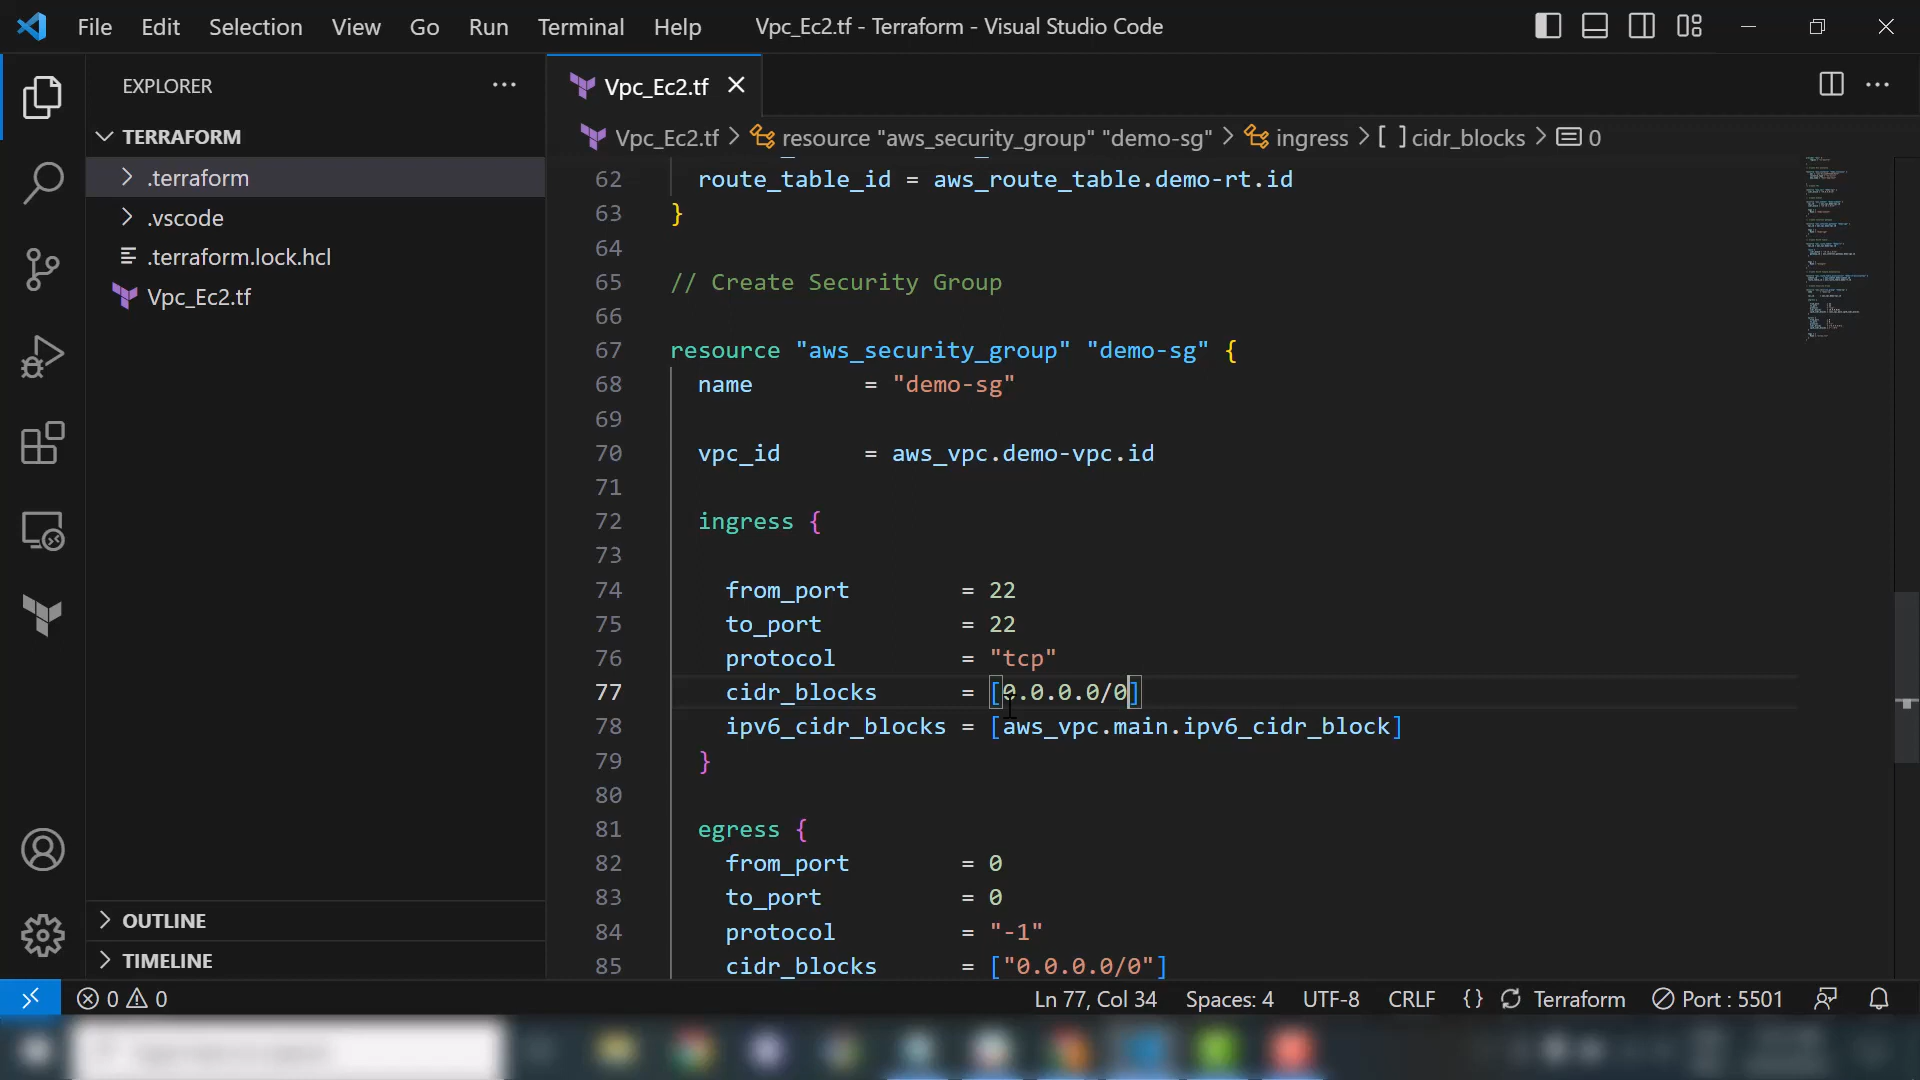 File Edit Selection View Go Run Terminal Help Vpc_Ec2.tf - Terraform - Visual Studio Code
EXPLORER
TERRAFORM
.terraform
.vscode
.terraform.lock.hcl
Vpc_Ec2.tf
OUTLINE
TIMELINE
Vpc_Ec2.tf
Vpc_Ec2.tf > resource "aws_security_group" "demo-sg" > ingress > [ ] cidr_blocks > 0
62 route_table_id = aws_route_table.demo-rt.id
63 }
64
65 // Create Security Group
66
67 resource "aws_security_group" "demo-sg" {
68 name = "demo-sg"
69
70 vpc_id = aws_vpc.demo-vpc.id
71
72 ingress {
73
74 from_port = 22
75 to_port = 22
76 protocol = "tcp"
77 cidr_blocks = [0.0.0.0/0]
78 ipv6_cidr_blocks = [aws_vpc.main.ipv6_cidr_block]
79 }
80
81 egress {
82 from_port = 0
83 to_port = 0
84 protocol = "-1"
85 cidr_blocks = ["0.0.0.0/0"]
0 0 Ln 77, Col 34 Spaces: 4 UTF-8 CRLF {} Terraform Port : 5501